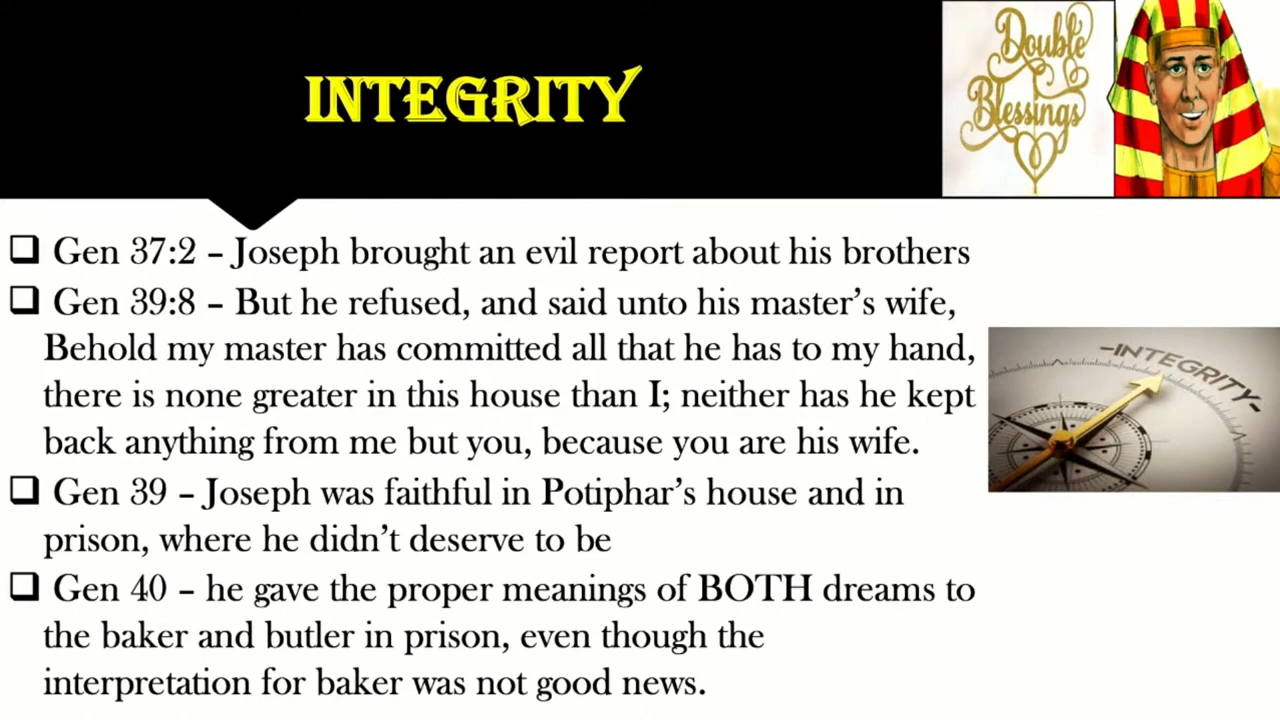 INTEGRITY
Double
Blessings
❑ Gen 37:2 – Joseph brought an evil report about his brothers
❑ Gen 39:8 – But he refused, and said unto his master’s wife,
Behold my master has committed all that he has to my hand,
there is none greater in this house than I; neither has he kept
back anything from me but you, because you are his wife.
❑ Gen 39 – Joseph was faithful in Potiphar’s house and in
prison, where he didn’t deserve to be
❑ Gen 40 – he gave the proper meanings of BOTH dreams to
the baker and butler in prison, even though the
interpretation for baker was not good news.
-INTEGRITY-